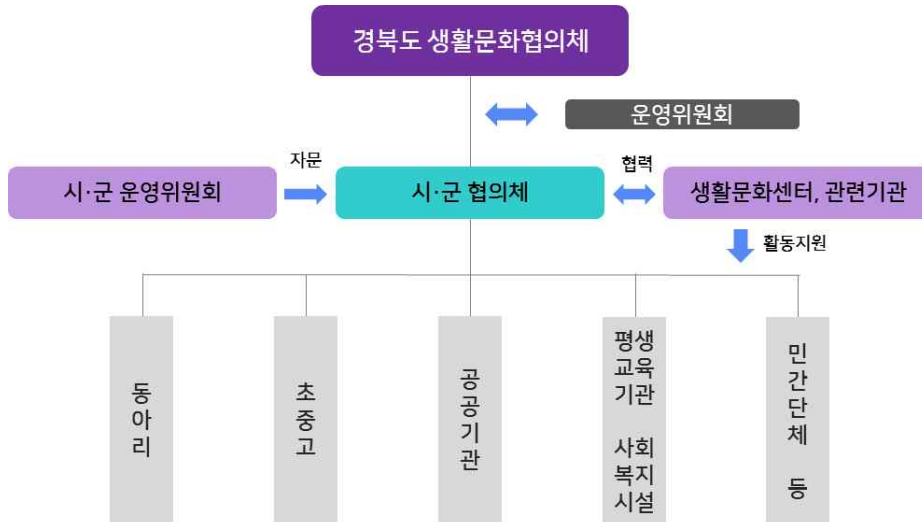 경북도 생활문화협의체
운영위원회
자문
협력
시·군 운영위원회
시·군 협의체
생활문화센터, 관련기관
활동지원
동아리
초중고
공공기관
평생
교육
기관
사회
복지
시설
민간단체 등